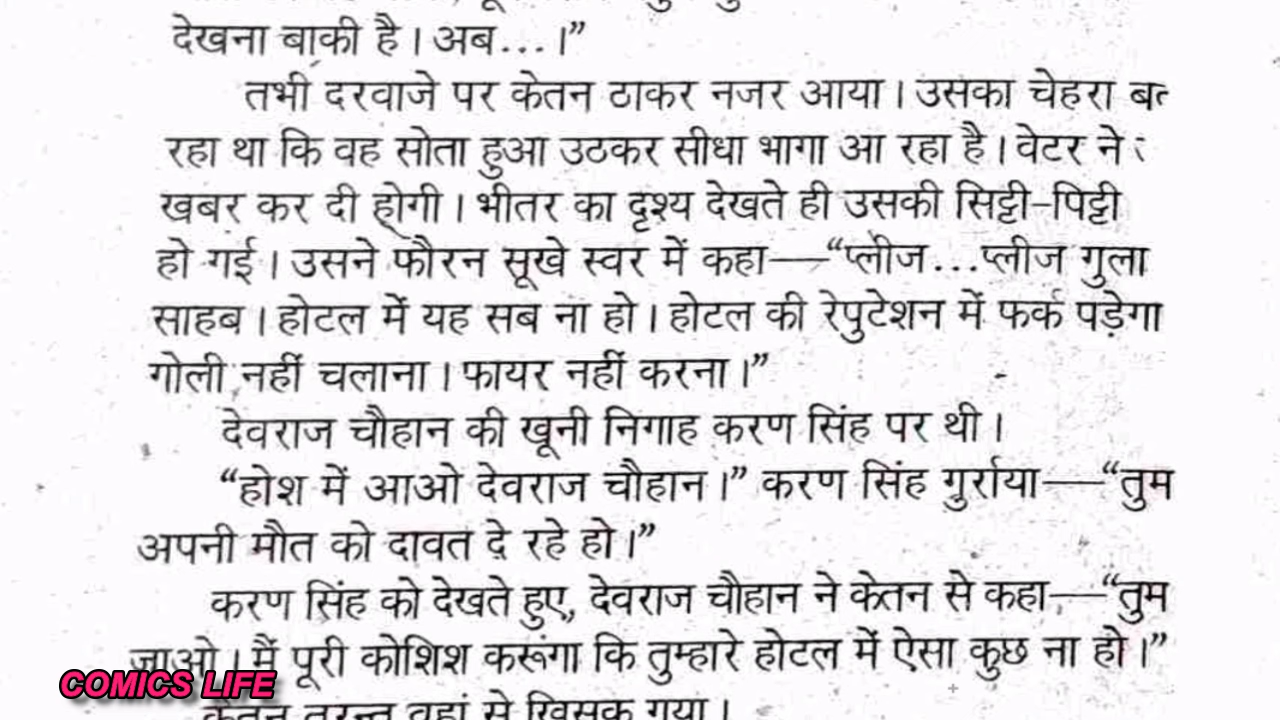 देखना बाकी है। अब...।”
तभी दरवाजे पर केतन ठाकर नजर आया। उसका चेहरा
रहा था कि वह सोता हुआ उठकर सीधा भागा आ रहा है। वेटर ने
खबर कर दी होगी। भीतर का दृश्य देखते ही उसकी सिट्टी-पिट्टी
हो गई। उसने फौरन सूखे स्वर में कहा—“प्लीज...प्लीज गुला
साहब। होटल में यह सब ना हो। होटल की रेपुटेशन में फर्क पड़ेगा
गोली नहीं चलाना। फायर नहीं करना।”
देवराज चौहान की खूनी निगाह करण सिंह पर थी।
“होश में आओ देवराज चौहान।” करण सिंह गुर्राया—“तुम
अपनी मौत को दावत दे रहे हो।”
करण सिंह को देखते हुए, देवराज चौहान ने केतन से कहा,—“तुम
जाओ। मैं पूरी कोशिश करूंगा कि तुम्हारे होटल में ऐसा कुछ ना हो।”
COMICS LIFE
केतन तुरन्त वहां से खिसक गया।